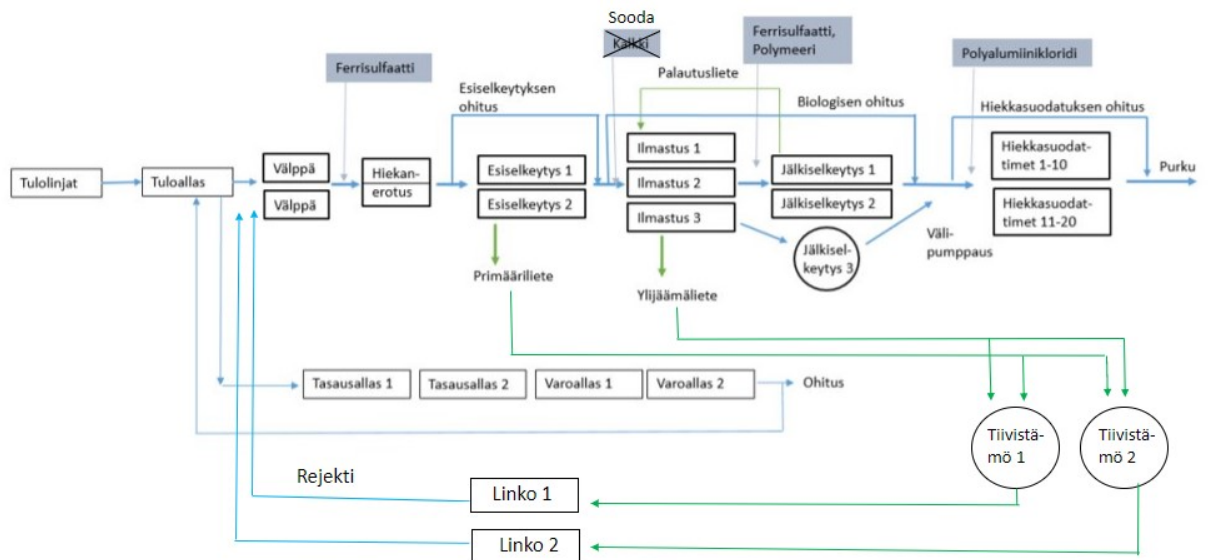 Sooda
Kalkki
Ferrisulfaatti,
Polymeeri
Ferrisulfaatti
Polyalumiinikloridi
Esiselkeytyksen
ohitus
Palautusliete
Biologisen ohitus
Hiekkasuodatuksen ohitus
Tulolinjat
Tuloallas
Välppä
Välppä
Hiekan-
erotus
Esiselkeytys 1
Esiselkeytys 2
Ilmastus 1
Ilmastus 2
Ilmastus 3
Jälkiselkeytys 1
Jälkiselkeytys 2
Jälkisel-
keytys 3
Väli-
pumppaus
Hiekkasuodat-
timet 1-10
Hiekkasuodat-
timet 11-20
Purku
Primääriliete
Ylijäämäliete
Tasausallas 1
Tasausallas 2
Varoallas 1
Varoallas 2
Ohitus
Tiivistä-
mö 1
Tiivistä-
mö 2
Rejekti
Linko 1
Linko 2